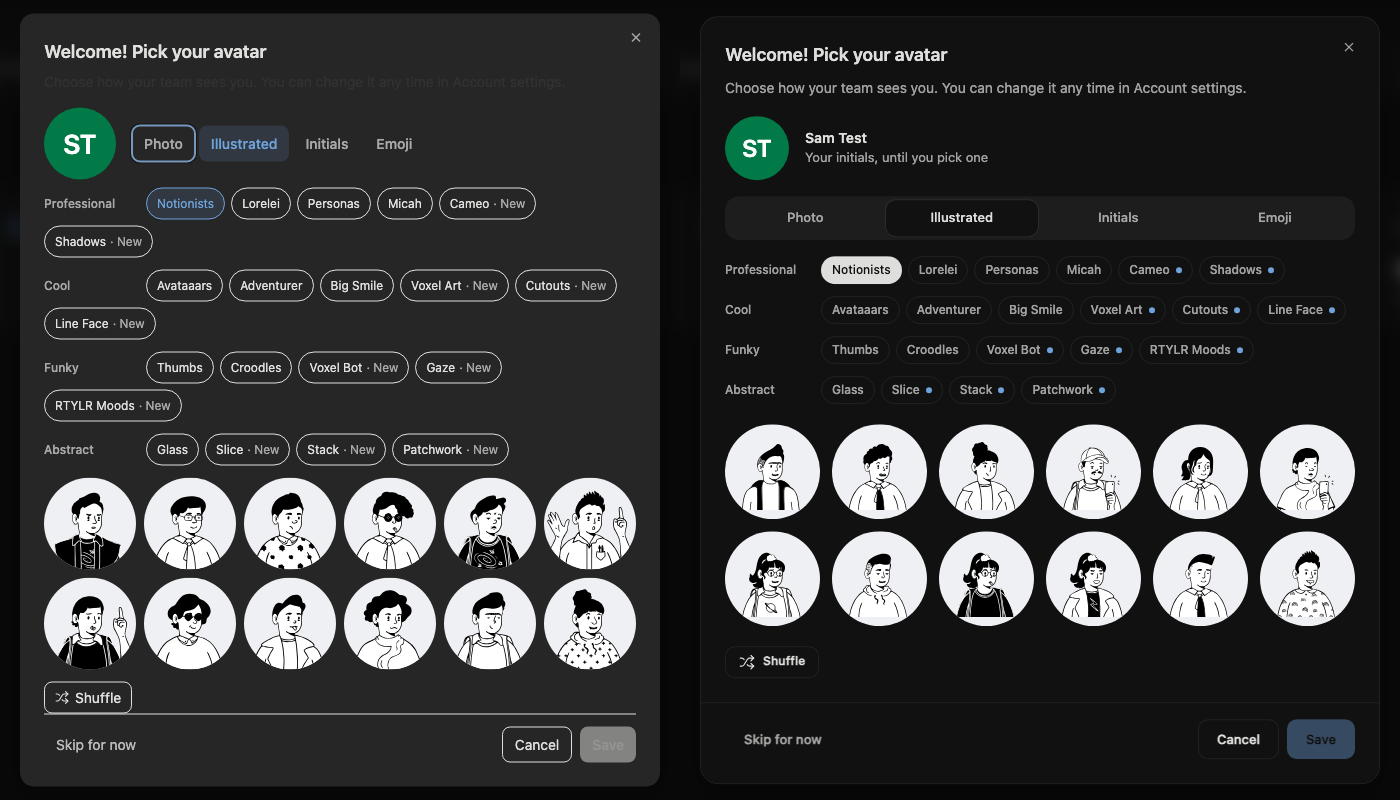 Welcome! Pick your avatar
Choose how your team sees you. You can change it any time in Account settings.
ST
Photo Illustrated Initials Emoji
Professional Notionists Lorelei Personas Micah Cameo · New
Shadows · New
Cool Avataaars Adventurer Big Smile Voxel Art · New Cutouts · New
Line Face · New
Funky Thumbs Croodles Voxel Bot · New Gaze · New
RTYLR Moods · New
Abstract Glass Slice · New Stack · New Patchwork · New
Shuffle
Skip for now Cancel Save
Welcome! Pick your avatar
Choose how your team sees you. You can change it any time in Account settings.
ST
Sam Test
Your initials, until you pick one
Photo Illustrated Initials Emoji
Professional Notionists Lorelei Personas Micah Cameo Shadows
Cool Avataaars Adventurer Big Smile Voxel Art Cutouts Line Face
Funky Thumbs Croodles Voxel Bot Gaze RTYLR Moods
Abstract Glass Slice Stack Patchwork
Shuffle
Skip for now Cancel Save